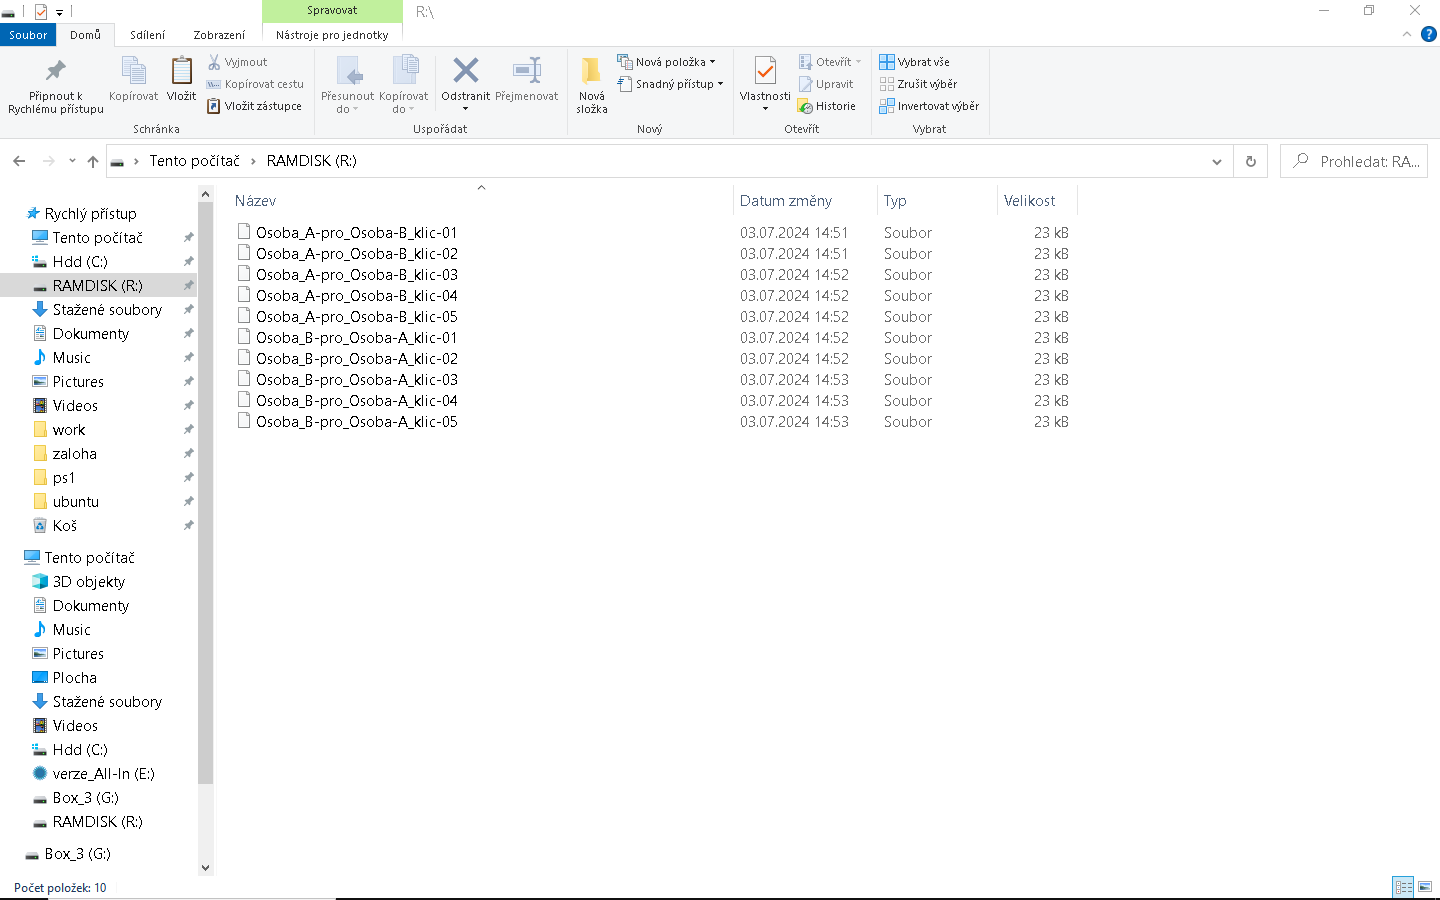 Spravovat R:\
Soubor Domů Sdílení Zobrazení Nástroje pro jednotky
Připnout k Rychlému přístupu
Kopírovat
Vložit
Vyjmout
Kopírovat cestu
Vložit zástupce
Schránka
Přesunout do
Kopírovat do
Odstranit
Přejmenovat
Uspořádat
Nová složka
Nová položka
Snadný přístup
Nový
Vlastnosti
Otevřít
Upravit
Historie
Otevřít
Vybrat vše
Zrušit výběr
Invertovat výběr
Vybrat
Tento počítač RAMDISK (R:)
Prohledat: RA...
Rychlý přístup
Tento počítač
Hdd (C:)
RAMDISK (R:)
Stažené soubory
Dokumenty
Music
Pictures
Videos
work
zaloha
ps1
ubuntu
Koš
Tento počítač
3D objekty
Dokumenty
Music
Pictures
Plocha
Stažené soubory
Videos
Hdd (C:)
verze_All-In (E:)
Box_3 (G:)
RAMDISK (R:)
Box_3 (G:)
Název Datum změny Typ Velikost
Osoba_A-pro_Osoba-B_klic-01 03.07.2024 14:51 Soubor 23 kB
Osoba_A-pro_Osoba-B_klic-02 03.07.2024 14:51 Soubor 23 kB
Osoba_A-pro_Osoba-B_klic-03 03.07.2024 14:52 Soubor 23 kB
Osoba_A-pro_Osoba-B_klic-04 03.07.2024 14:52 Soubor 23 kB
Osoba_A-pro_Osoba-B_klic-05 03.07.2024 14:52 Soubor 23 kB
Osoba_B-pro_Osoba-A_klic-01 03.07.2024 14:52 Soubor 23 kB
Osoba_B-pro_Osoba-A_klic-02 03.07.2024 14:52 Soubor 23 kB
Osoba_B-pro_Osoba-A_klic-03 03.07.2024 14:53 Soubor 23 kB
Osoba_B-pro_Osoba-A_klic-04 03.07.2024 14:53 Soubor 23 kB
Osoba_B-pro_Osoba-A_klic-05 03.07.2024 14:53 Soubor 23 kB
Počet položek: 10